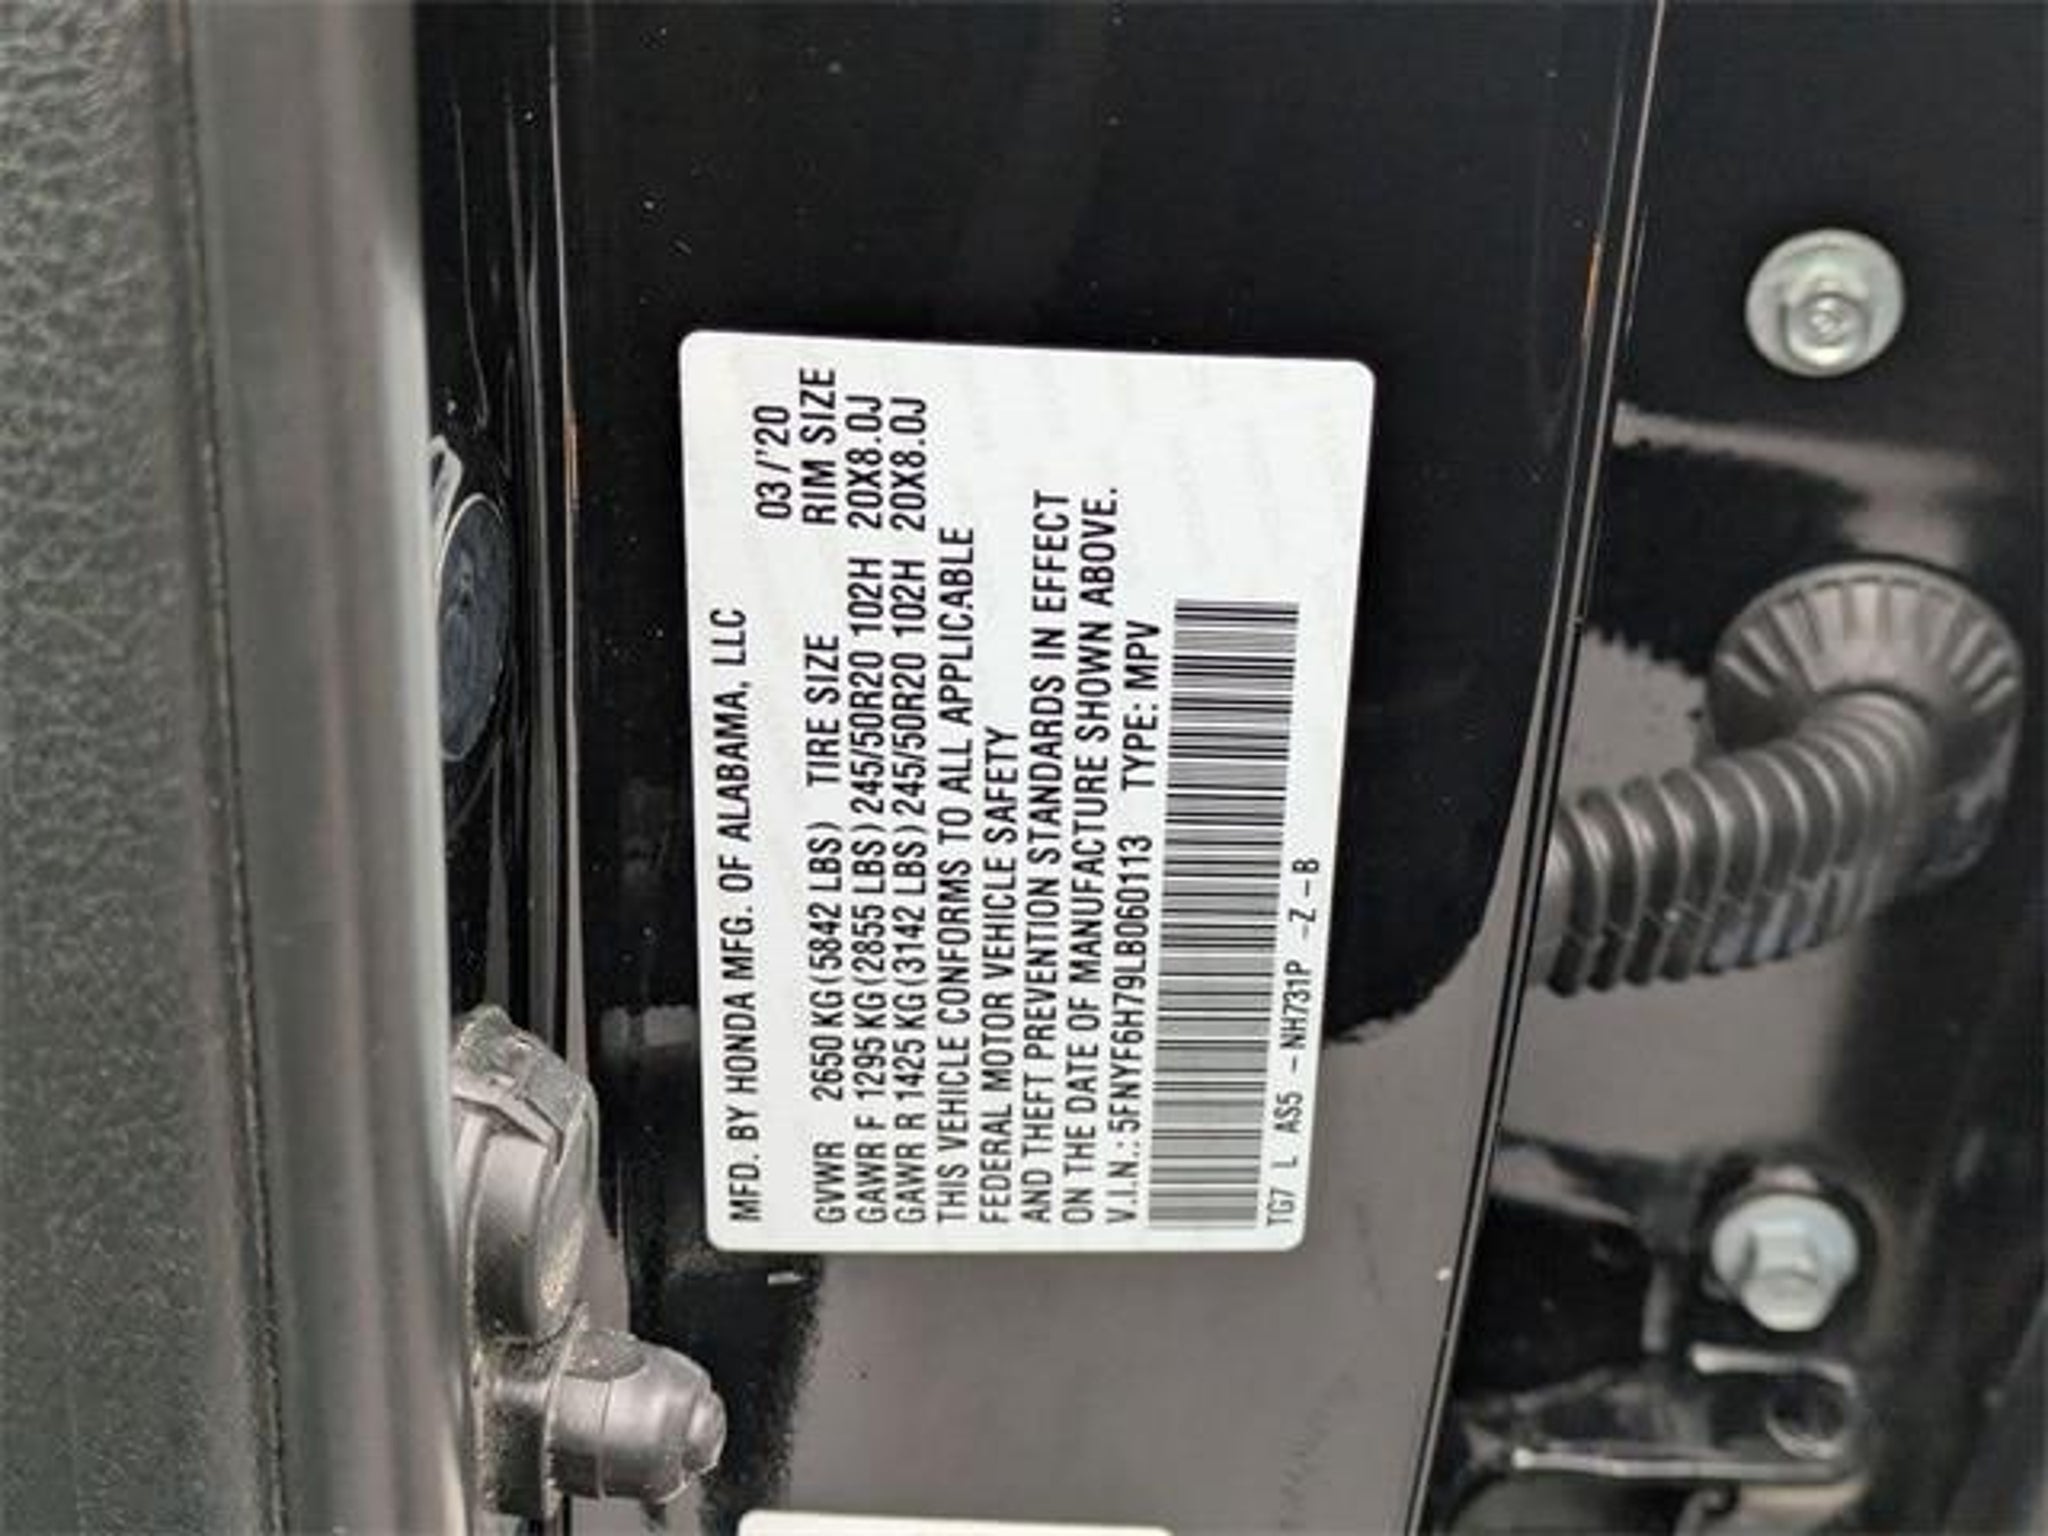 MFD. BY HONDA MFG. OF ALABAMA, LLC
03/'20
GVWR 2650 KG (5842 LBS) TIRE SIZE RIM SIZE
GAWR F 1295 KG (2855 LBS) 245/50R20 102H 20X8.0J
GAWR R 1425 KG (3142 LBS) 245/50R20 102H 20X8.0J
THIS VEHICLE CONFORMS TO ALL APPLICABLE
FEDERAL MOTOR VEHICLE SAFETY
AND THEFT PREVENTION STANDARDS IN EFFECT
ON THE DATE OF MANUFACTURE SHOWN ABOVE.
V.I.N.: 5FNYF6H79LB060113 TYPE: MPV
TG7 L AS5 -NH731P -Z-B